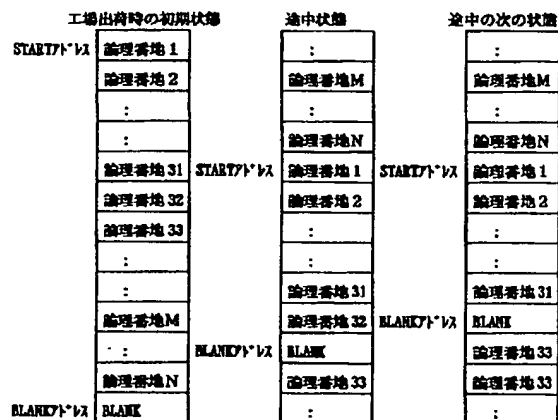 工場出荷時の初期状態 途中状態 途中の次の状態
STARTｱﾄﾞﾚｽ 論理番地1 : :
論理番地2 論理番地M 論理番地M
: : :
: 論理番地N 論理番地N
論理番地31 STARTｱﾄﾞﾚｽ 論理番地1 STARTｱﾄﾞﾚｽ 論理番地1
論理番地32 論理番地2 論理番地2
論理番地33 : :
: : :
: 論理番地31 論理番地31
論理番地M 論理番地32 BLANKｱﾄﾞﾚｽ BLANK
: BLANKｱﾄﾞﾚｽ BLANK 論理番地33
論理番地N 論理番地33 論理番地33
BLANKｱﾄﾞﾚｽ BLANK : :